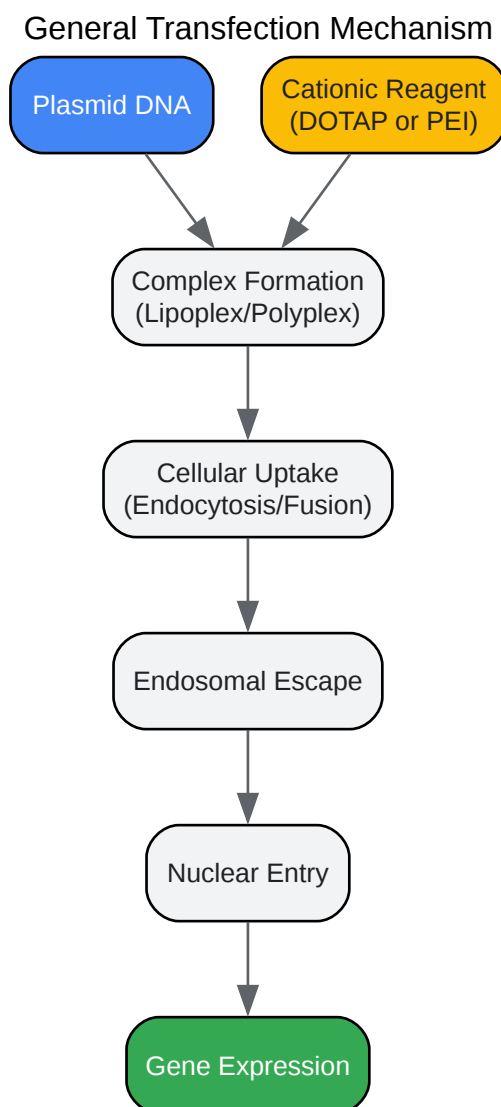 General Transfection Mechanism
Plasmid DNA
Cationic Reagent
(DOTAP or PEI)
Complex Formation
(Lipoplex/Polyplex)
Cellular Uptake
(Endocytosis/Fusion)
Endosomal Escape
Nuclear Entry
Gene Expression